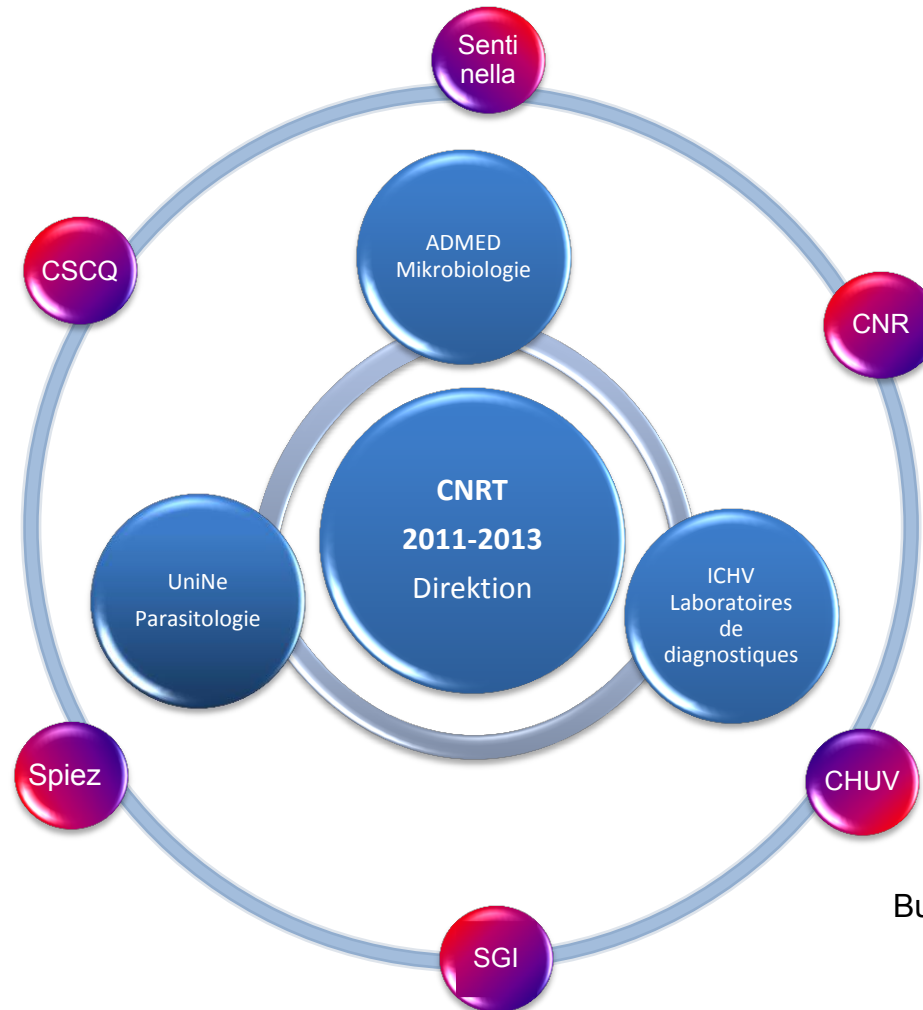 Senti
nella
ADMED
Mikrobiologie
CSCQ
CNR
CNRT
2011-2013
Direktion
UniNe
Parasitologie
ICHV
Laboratoires
de
diagnostiques
Spiez
CHUV
Bu
SGI